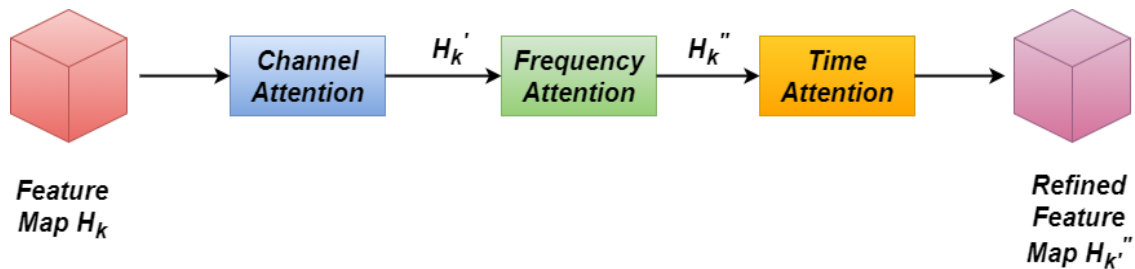 Channel
Attention
H_k'
Frequency
Attention
H_k''
Time
Attention
Feature
Map H_k
Refined
Feature
Map H_k'''